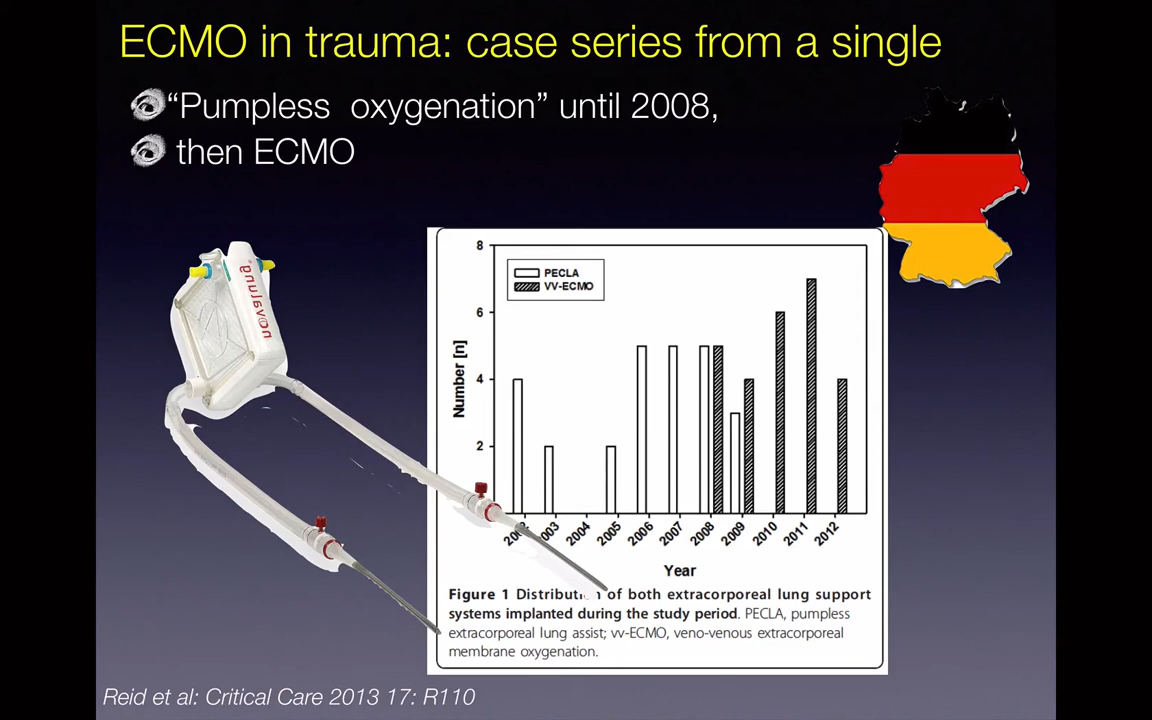 ECMO in trauma: case series from a single
“Pumpless oxygenation” until 2008,
then ECMO
novalung
8
6
4
2
Number [n]
PECLA
VV-ECMO
2005
2006
2007
2008
2009
2010
2011
2012
2004
Year
Figure 1 of both extracorporeal lung support
systems implanted during the study period. PECLA, pumpless
extracorporeal lung assist; vv-ECMO, veno-venous extracorporeal
membrane oxygenation.
Reid et al: Critical Care 2013 17: R110